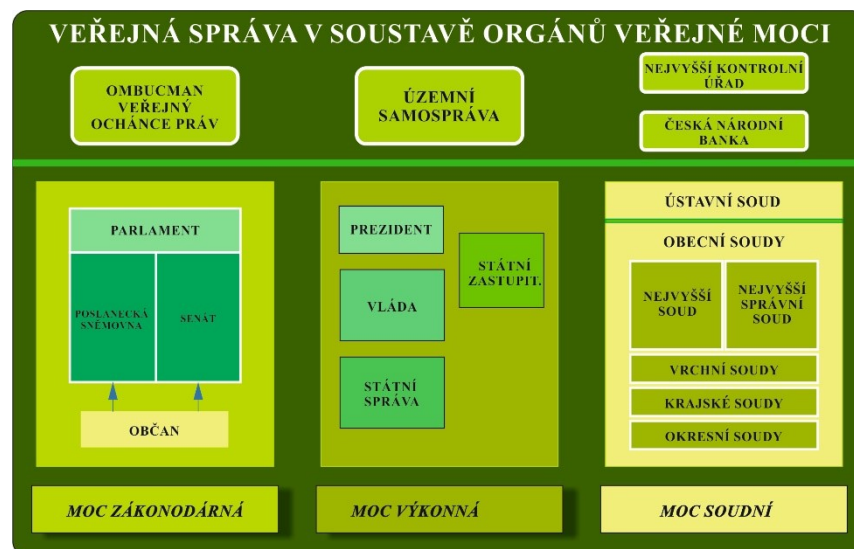 VEŘEJNÁ SPRÁVA V SOUSTAVĚ ORGÁNŮ VEŘEJNÉ MOCI
OMBUCMAN
VEŘEJNÝ
OCHÁNCE PRÁV
ÚZEMNÍ
SAMOSPRÁVA
NEJVYŠŠÍ KONTROLNÍ
ÚŘAD
ČESKÁ NÁRODNÍ
BANKA
PARLAMENT
POSLANECKÁ
SNĚMOVNA
SENÁT
OBČAN
PREZIDENT
VLÁDA
STÁTNÍ
SPRÁVA
STÁTNÍ
ZASTUPIT.
ÚSTAVNÍ SOUD
OBECNÍ SOUDY
NEJVYŠŠÍ
SOUD
NEJVYŠŠÍ
SPRÁVNÍ
SOUD
VRCHNÍ SOUDY
KRAJSKÉ SOUDY
OKRESNÍ SOUDY
MOC ZÁKONODÁRNÁ
MOC VÝKONNÁ
MOC SOUDNÍ